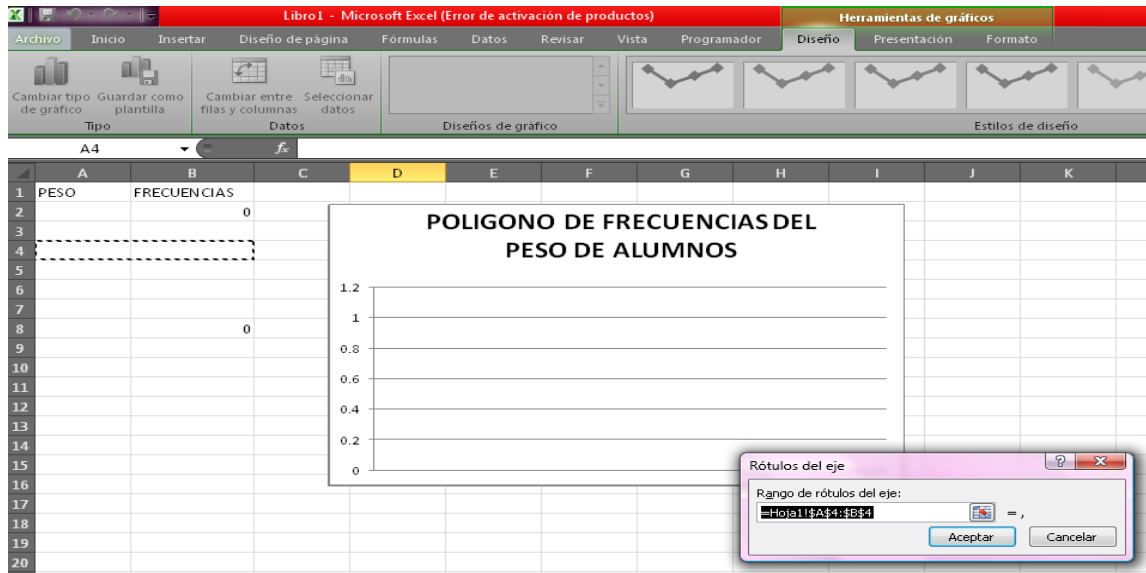 Libro1 - Microsoft Excel (Error de activación de productos)
Herramientas de gráficos
Archivo Inicio Insertar Diseño de página Fórmulas Datos Revisar Vista Programador Diseño Presentación Formato
Cambiar tipo de gráfico
Guardar como plantilla
Cambiar entre filas y columnas
Seleccionar datos
Tipo Datos Diseños de gráfico Estilos de diseño
A4 fx
A B C D E F G H I J K
1 PESO FRECUENCIAS
2 0
3
4
5
6
7
8 0
9
10
11
12
13
14
15
16
17
18
19
20
POLIGONO DE FRECUENCIAS DEL
PESO DE ALUMNOS
1.2
1
0.8
0.6
0.4
0.2
0
Rótulos del eje
Rango de rótulos del eje:
=Hoja1!$A$4:$B$4 = ,
Aceptar Cancelar